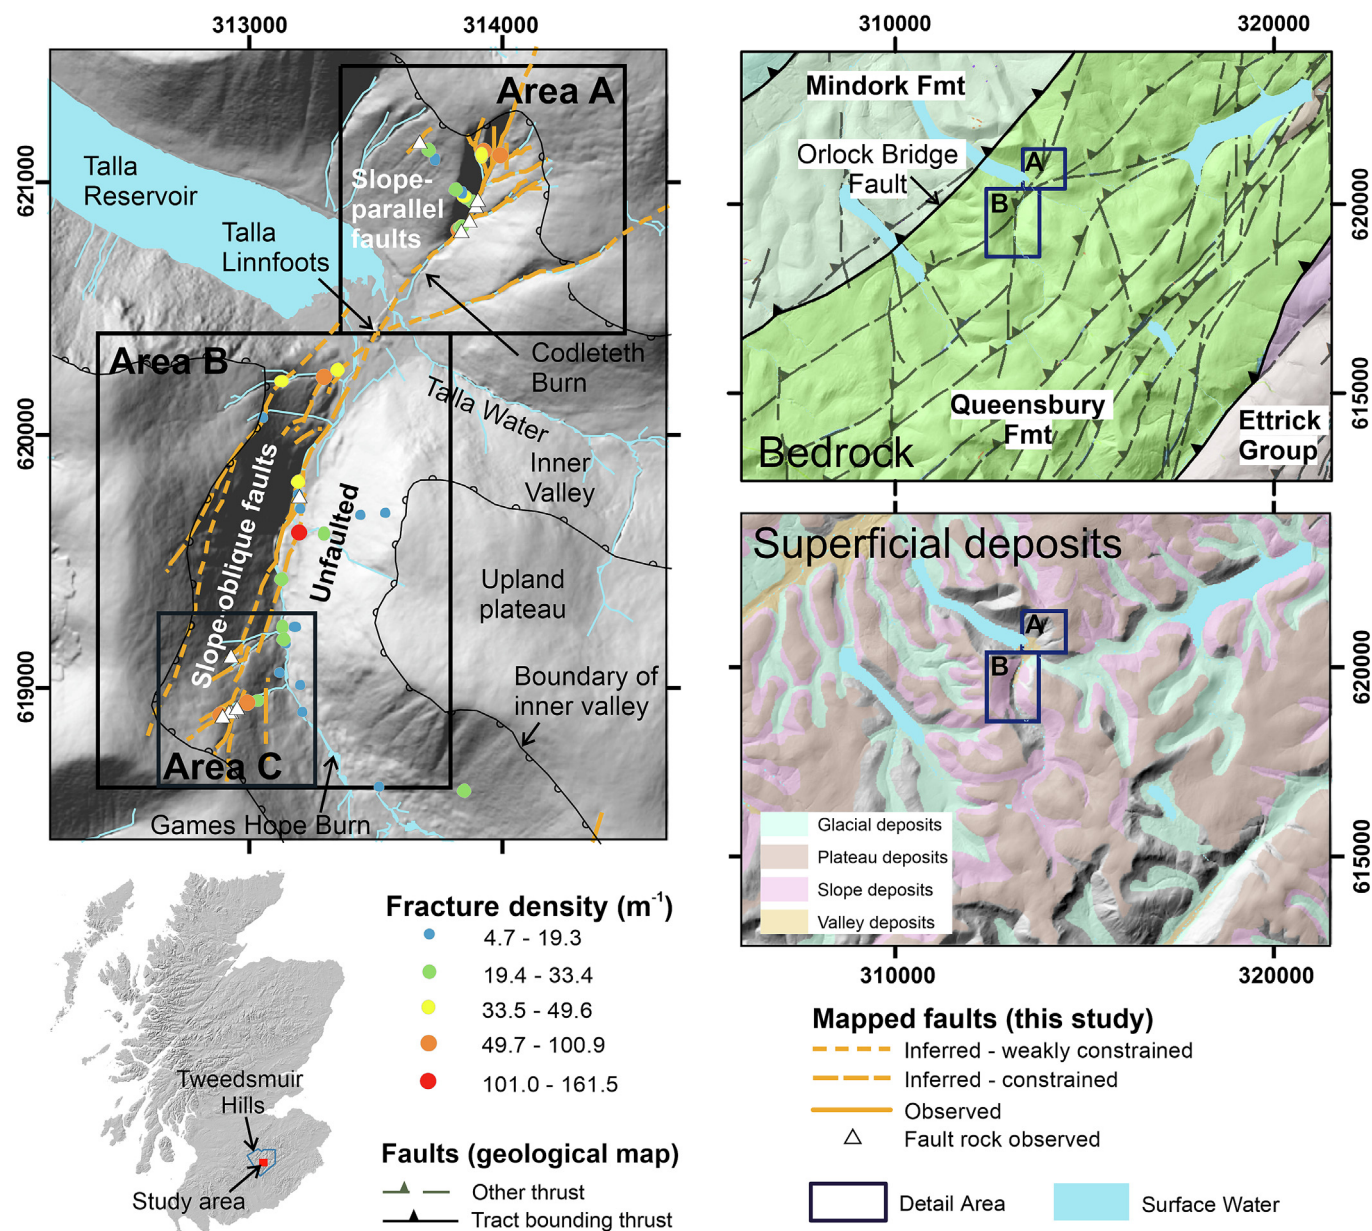 313000
314000
621000
620000
619000
Area A
Talla
Reservoir
Slope-
parallel
faults
Talla
Linnfoots
Area B
Codleteth
Burn
Talla Water
Inner
Valley
Slope-oblique faults
Unfaulted
Upland
plateau
Boundary of
inner valley
Area C
Games Hope Burn
310000
320000
620000
615000
Mindork Fmt
Orlock Bridge
Fault
A
B
Queensbury
Fmt
Ettrick
Group
Bedrock
Superficial deposits
A
B
620000
615000
Glacial deposits
Plateau deposits
Slope deposits
Valley deposits
310000
320000
Tweedsmuir
Hills
Study area
Fracture density (m⁻¹)
4.7 - 19.3
19.4 - 33.4
33.5 - 49.6
49.7 - 100.9
101.0 - 161.5
Faults (geological map)
Other thrust
Tract bounding thrust
Mapped faults (this study)
Inferred - weakly constrained
Inferred - constrained
Observed
Fault rock observed
Detail Area
Surface Water